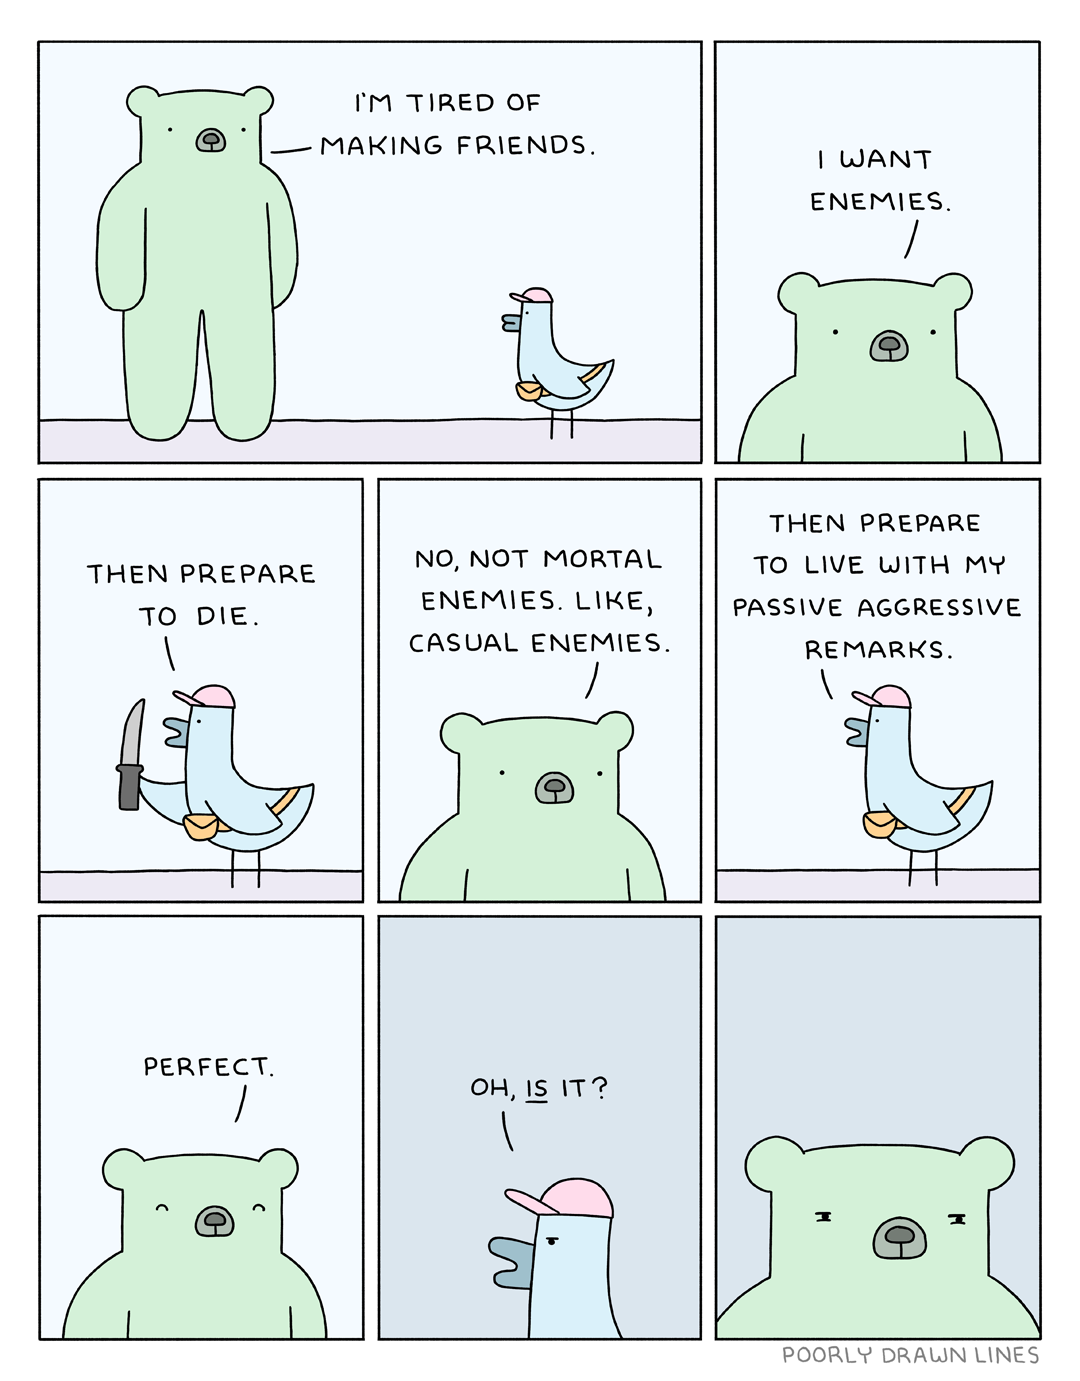 I'M TIRED OF
MAKING FRIENDS.
I WANT
ENEMIES.
THEN PREPARE
TO DIE.
NO, NOT MORTAL
ENEMIES. LIKE,
CASUAL ENEMIES.
THEN PREPARE
TO LIVE WITH MY
PASSIVE AGGRESSIVE
REMARKS.
PERFECT.
OH, IS IT?
POORLY DRAWN LINES